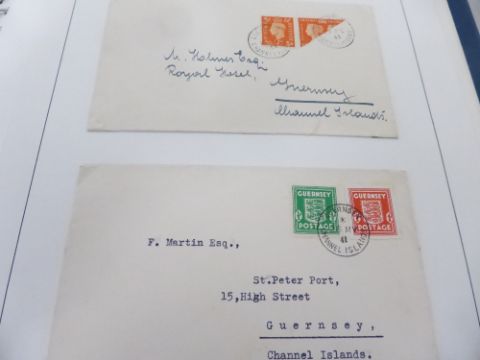 M. Holmes Esq.
Royal Hotel,
Guernsey
Channel Islands.
GUERNSEY
POSTAGE
GUERNSEY
POSTAGE
41
CHANNEL ISLANDS
F. Martin Esq.,
St.Peter Port,
15,High Street
Guernsey,
Channel Islands.